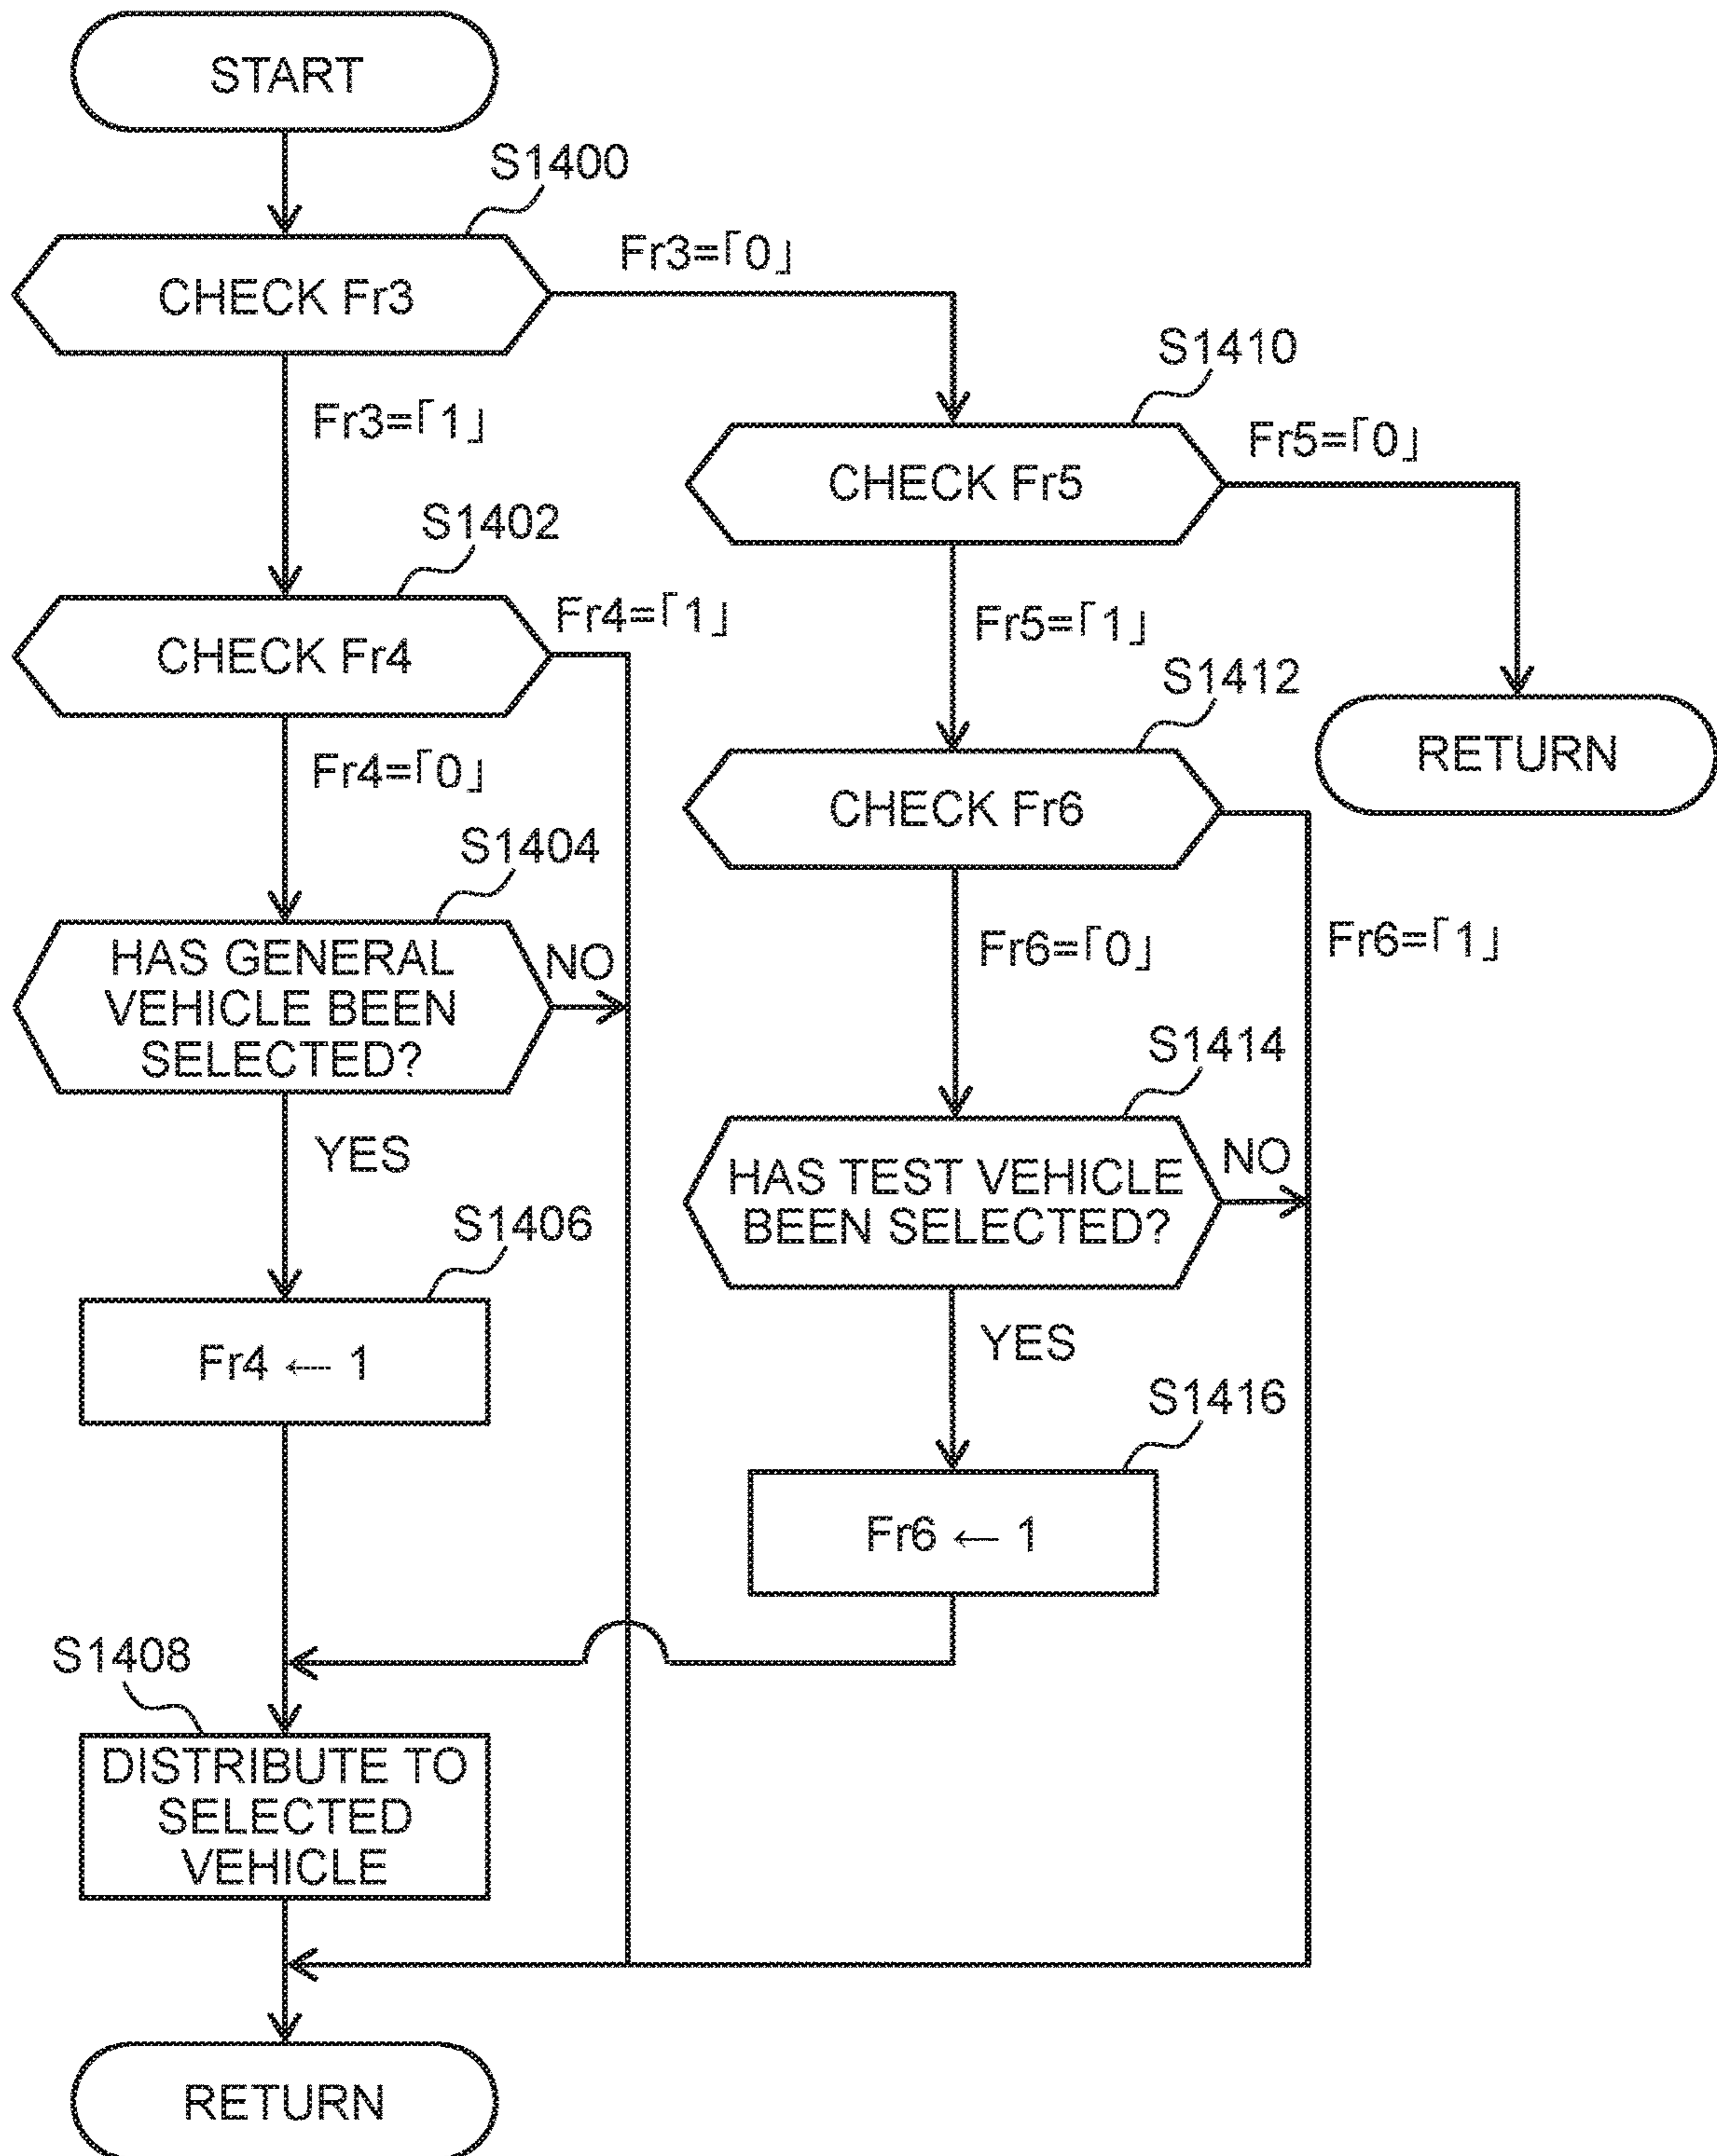 START
S1400
CHECK Fr3
Fr3=「0」
Fr3=「1」
S1410
CHECK Fr5
Fr5=「0」
S1402
CHECK Fr4
Fr4=「1」
Fr5=「1」
S1412
CHECK Fr6
RETURN
Fr4=「0」
S1404
HAS GENERAL
VEHICLE BEEN
SELECTED?
NO
Fr6=「0」
Fr6=「1」
YES
S1414
HAS TEST VEHICLE
BEEN SELECTED?
NO
S1406
Fr4 ← 1
YES
S1416
Fr6 ← 1
S1408
DISTRIBUTE TO
SELECTED
VEHICLE
RETURN